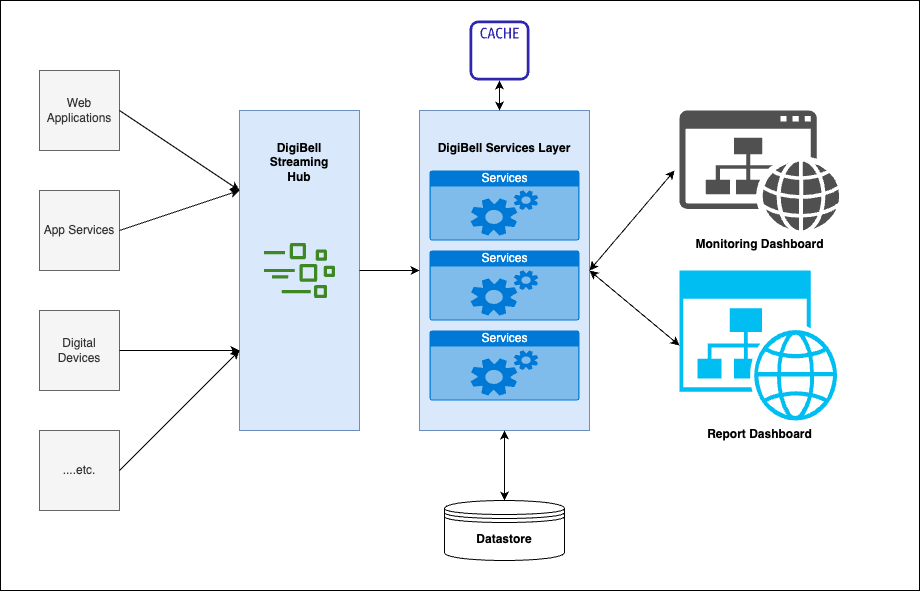 CACHE
Web
Applications
App Services
Digital
Devices
....etc.
DigiBell
Streaming
Hub
DigiBell Services Layer
Services
Services
Services
Monitoring Dashboard
Report Dashboard
Datastore